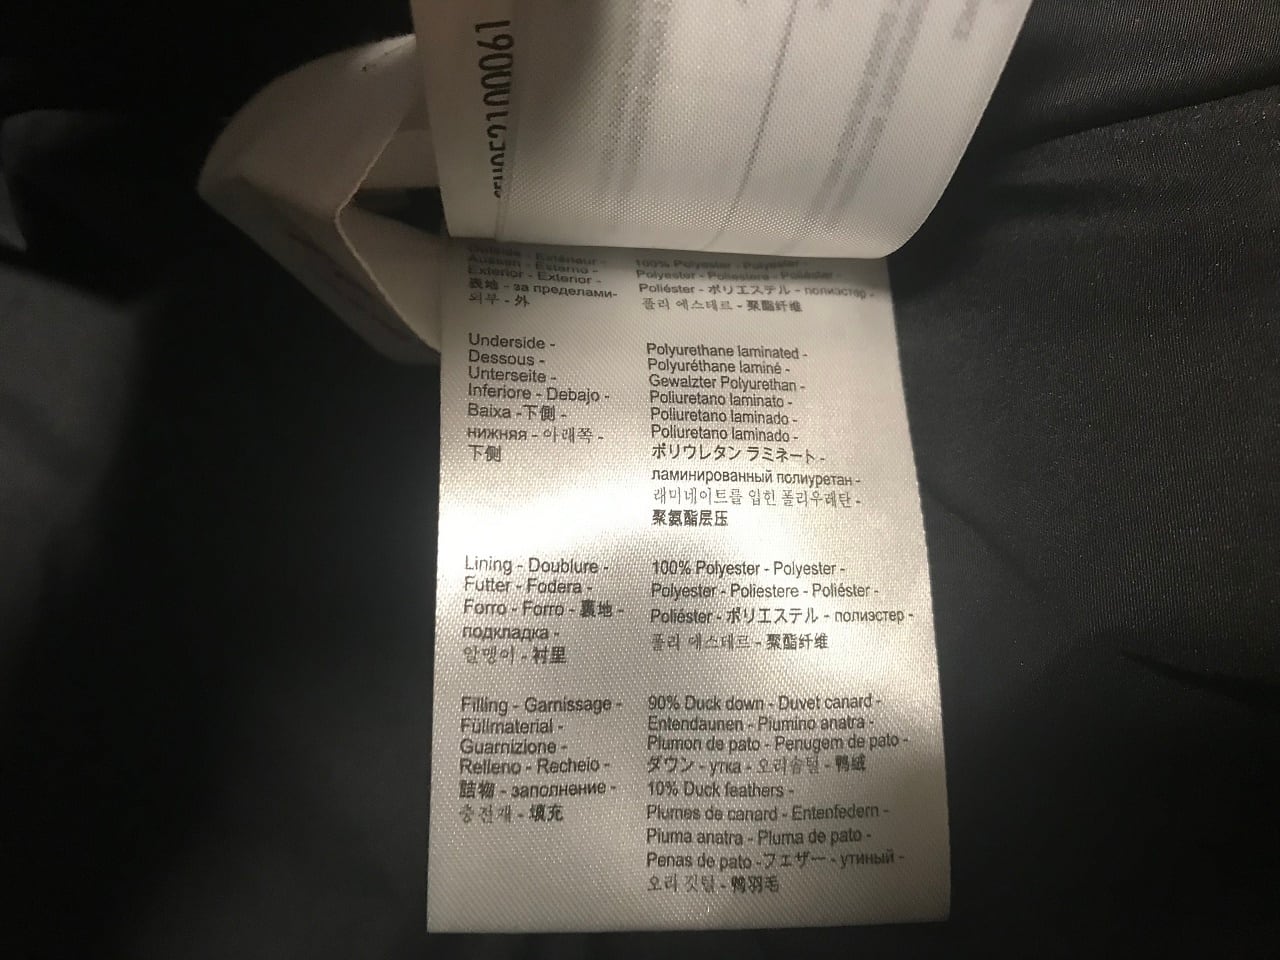 Outside - Extérieur -
Aussen - Esterno -
Exterior - Exterior -
表地 - за пределами-
외부 - 外
100% Polyester - Polyester -
Polyester - Poliestere - Poliéster -
Poliéster - ポリエステル - полиэстер -
폴리 에스테르 - 聚酯纤维
Underside -
Dessous -
Unterseite -
Inferiore - Debajo -
Baixa -下側 -
нижняя - 아래쪽 -
下侧
Polyurethane laminated -
Polyuréthane laminé -
Gewalzter Polyurethan -
Poliuretano laminato -
Poliuretano laminado -
Poliuretano laminado -
ポリウレタン ラミネート -
ламинированный полиуретан -
래미네이트를 입힌 폴리우레탄 -
聚氨酯层压
Lining - Doublure -
Futter - Fodera -
Forro - Forro - 裏地 -
подкладка -
알맹이 - 衬里
100% Polyester - Polyester -
Polyester - Poliestere - Poliéster -
Poliéster - ポリエステル - полиэстер -
폴리 에스테르 - 聚酯纤维
Filling - Garnissage -
Füllmaterial -
Guarnizione -
Relleno - Recheio -
詰物 - заполнение -
충전재 - 填充
90% Duck down - Duvet canard -
Entendaunen - Piumino anatra -
Plumon de pato - Penugem de pato -
ダウン - утка - 오리솜털 - 鸭绒
10% Duck feathers -
Plumes de canard - Entenfedern -
Piuma anatra - Pluma de pato -
Penas de pato -フェザー - утиный -
오리 깃털 - 鸭羽毛